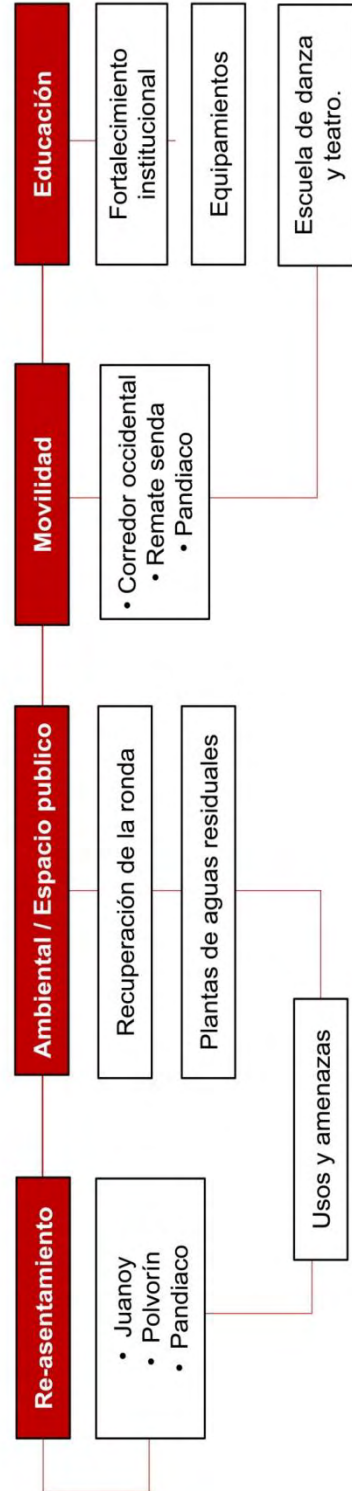 Re-asentamiento
• Juanoy
• Polvorín
• Pandiaco
Usos y amenazas
Ambiental / Espacio publico
Recuperación de la ronda
Plantas de aguas residuales
Movilidad
• Corredor occidental
• Remate senda
• Pandiaco
Educación
Fortalecimiento
institucional
Equipamientos
Escuela de danza
y teatro.